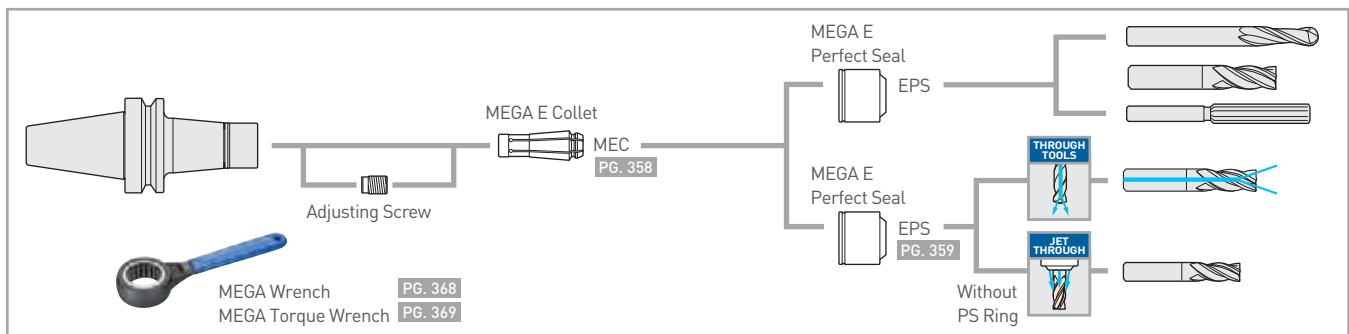 MEGA E
Perfect Seal
EPS
MEGA E Collet
MEC
PG. 358
Adjusting Screw
MEGA E
Perfect Seal
EPS
PG. 359
THROUGH
TOOLS
JET
THROUGH
Without
PS Ring
MEGA Wrench PG. 368
MEGA Torque Wrench PG. 369